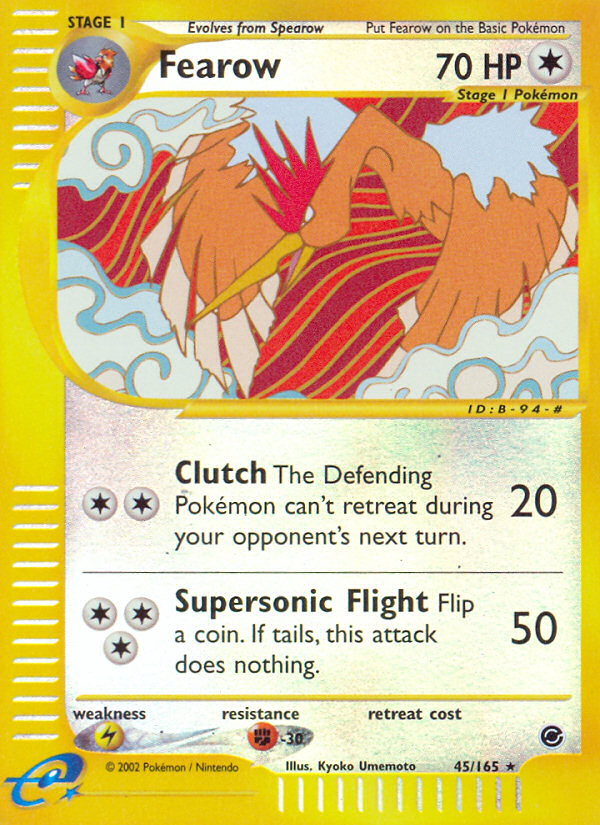 STAGE 1 Evolves from Spearow Put Fearow on the Basic Pokémon
Fearow 70 HP
Stage 1 Pokémon
ID:B-94-#
Clutch The Defending
Pokémon can't retreat during
your opponent's next turn.
20
Supersonic Flight Flip
a coin. If tails, this attack
does nothing.
50
weakness resistance retreat cost
-30
© 2002 Pokémon / Nintendo Illus. Kyoko Umemoto 45/165 ★
e